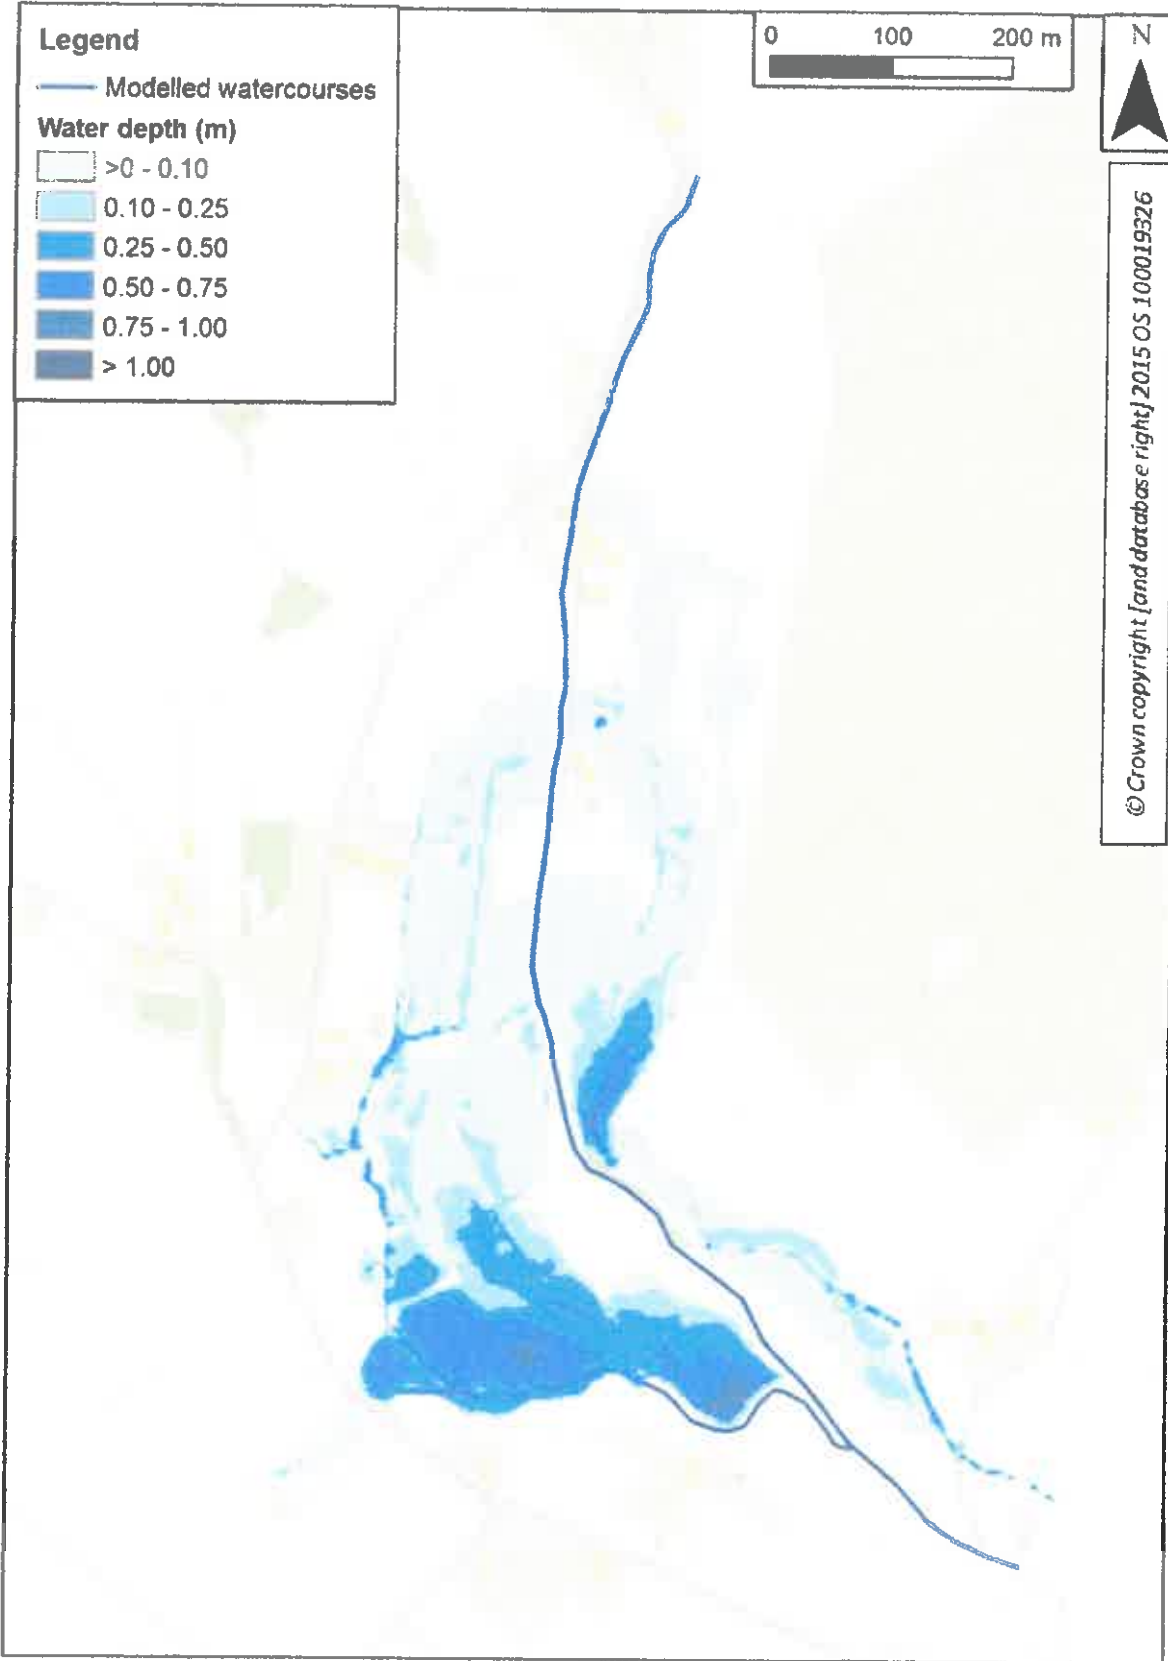 Legend
Modelled watercourses
Water depth (m)
>0 - 0.10
0.10 - 0.25
0.25 - 0.50
0.50 - 0.75
0.75 - 1.00
> 1.00
0 100 200 m
N
© Crown copyright [and database right] 2015 OS 100019326